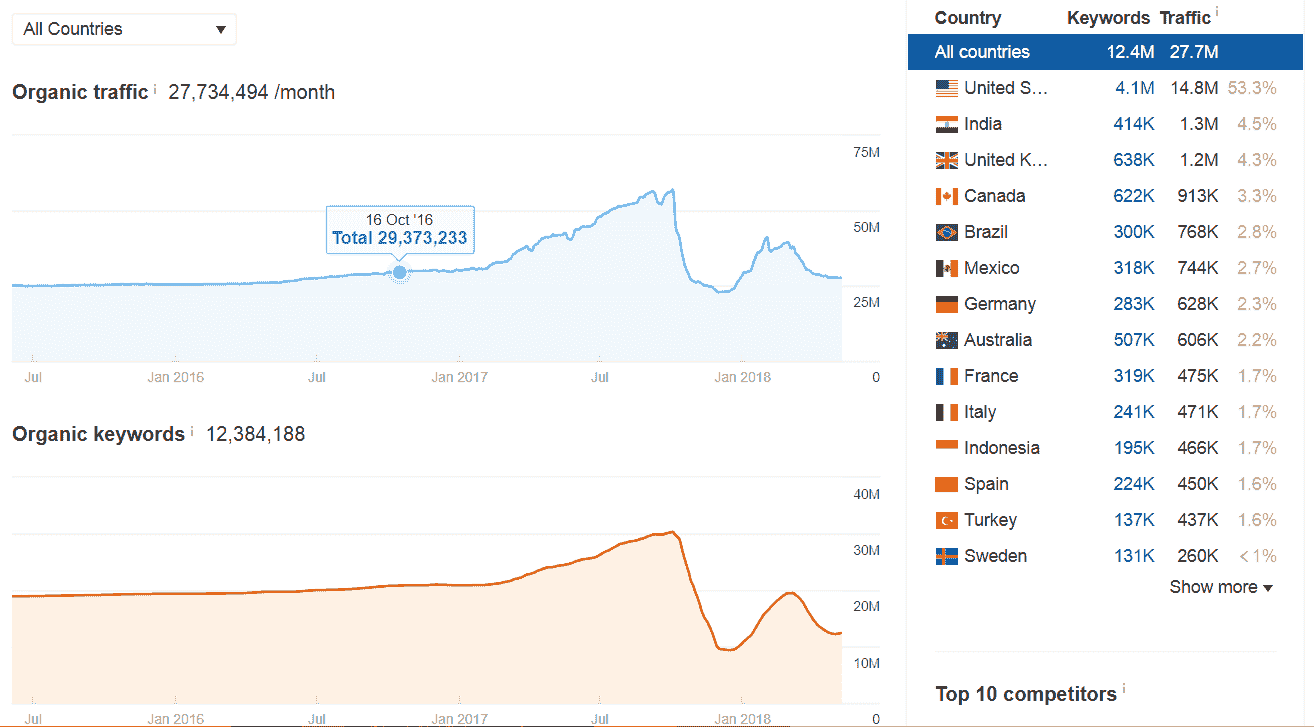 All Countries ▼
Organic traffic i 27,734,494 /month
75M
50M
25M
0
16 Oct '16
Total 29,373,233
Jul Jan 2016 Jul Jan 2017 Jul Jan 2018
Organic keywords i 12,384,188
40M
30M
20M
10M
0
Jul Jan 2016 Jul Jan 2017 Jul Jan 2018
Country Keywords Traffic i
All countries 12.4M 27.7M
United S... 4.1M 14.8M 53.3%
India 414K 1.3M 4.5%
United K... 638K 1.2M 4.3%
Canada 622K 913K 3.3%
Brazil 300K 768K 2.8%
Mexico 318K 744K 2.7%
Germany 283K 628K 2.3%
Australia 507K 606K 2.2%
France 319K 475K 1.7%
Italy 241K 471K 1.7%
Indonesia 195K 466K 1.7%
Spain 224K 450K 1.6%
Turkey 137K 437K 1.6%
Sweden 131K 260K <1%
Show more ▼
Top 10 competitors i